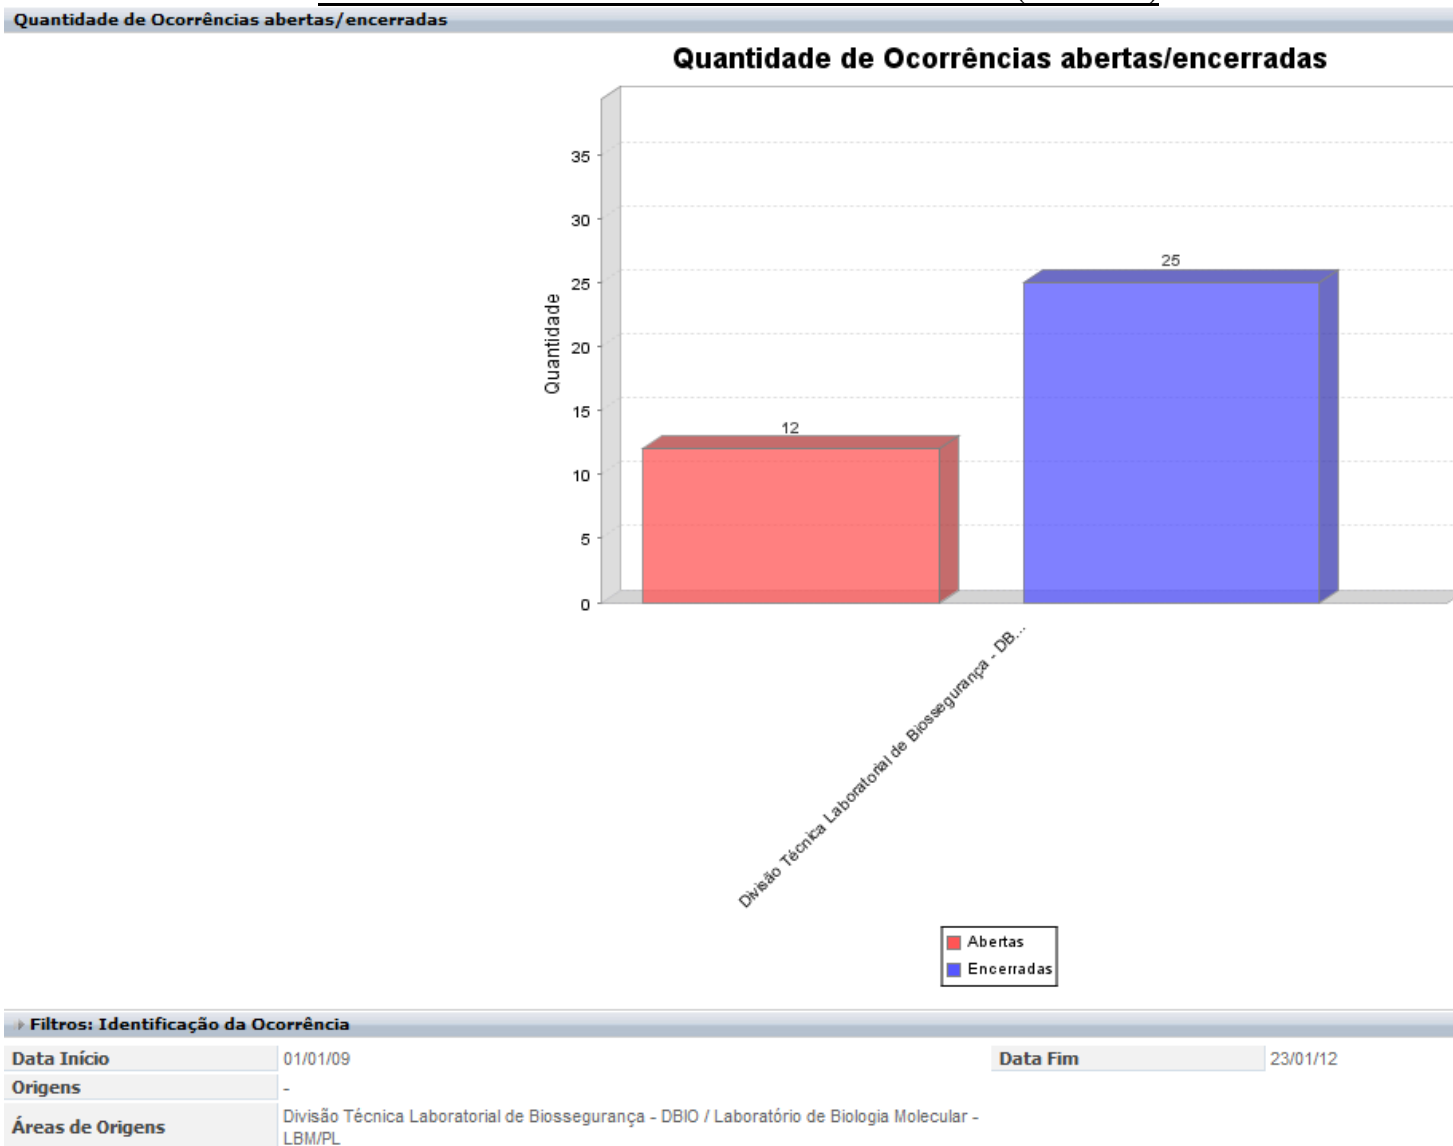 Quantidade de Ocorrências abertas/encerradas
Quantidade de Ocorrências abertas/encerradas
35
30
25
20
15
10
5
0
Quantidade
12
25
Divisão Técnica Laboratorial de Biossegurança - DB...
Abertas
Encerradas
Filtros: Identificação da Ocorrência
Data Início 01/01/09 Data Fim 23/01/12
Origens -
Áreas de Origens Divisão Técnica Laboratorial de Biossegurança - DBIO / Laboratório de Biologia Molecular -
LBM/PL